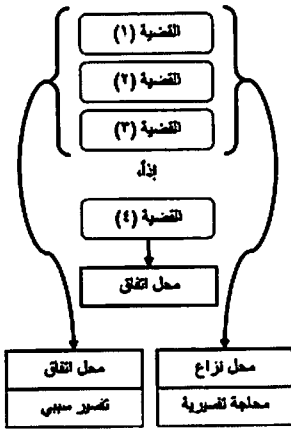 القضية (١)
القضية (٢)
القضية (٣)
إذاً،
القضية (٤)
محل اتفاق
محل نزاع
محاجة تفسيرية
محل اتفاق
تفسير سببي